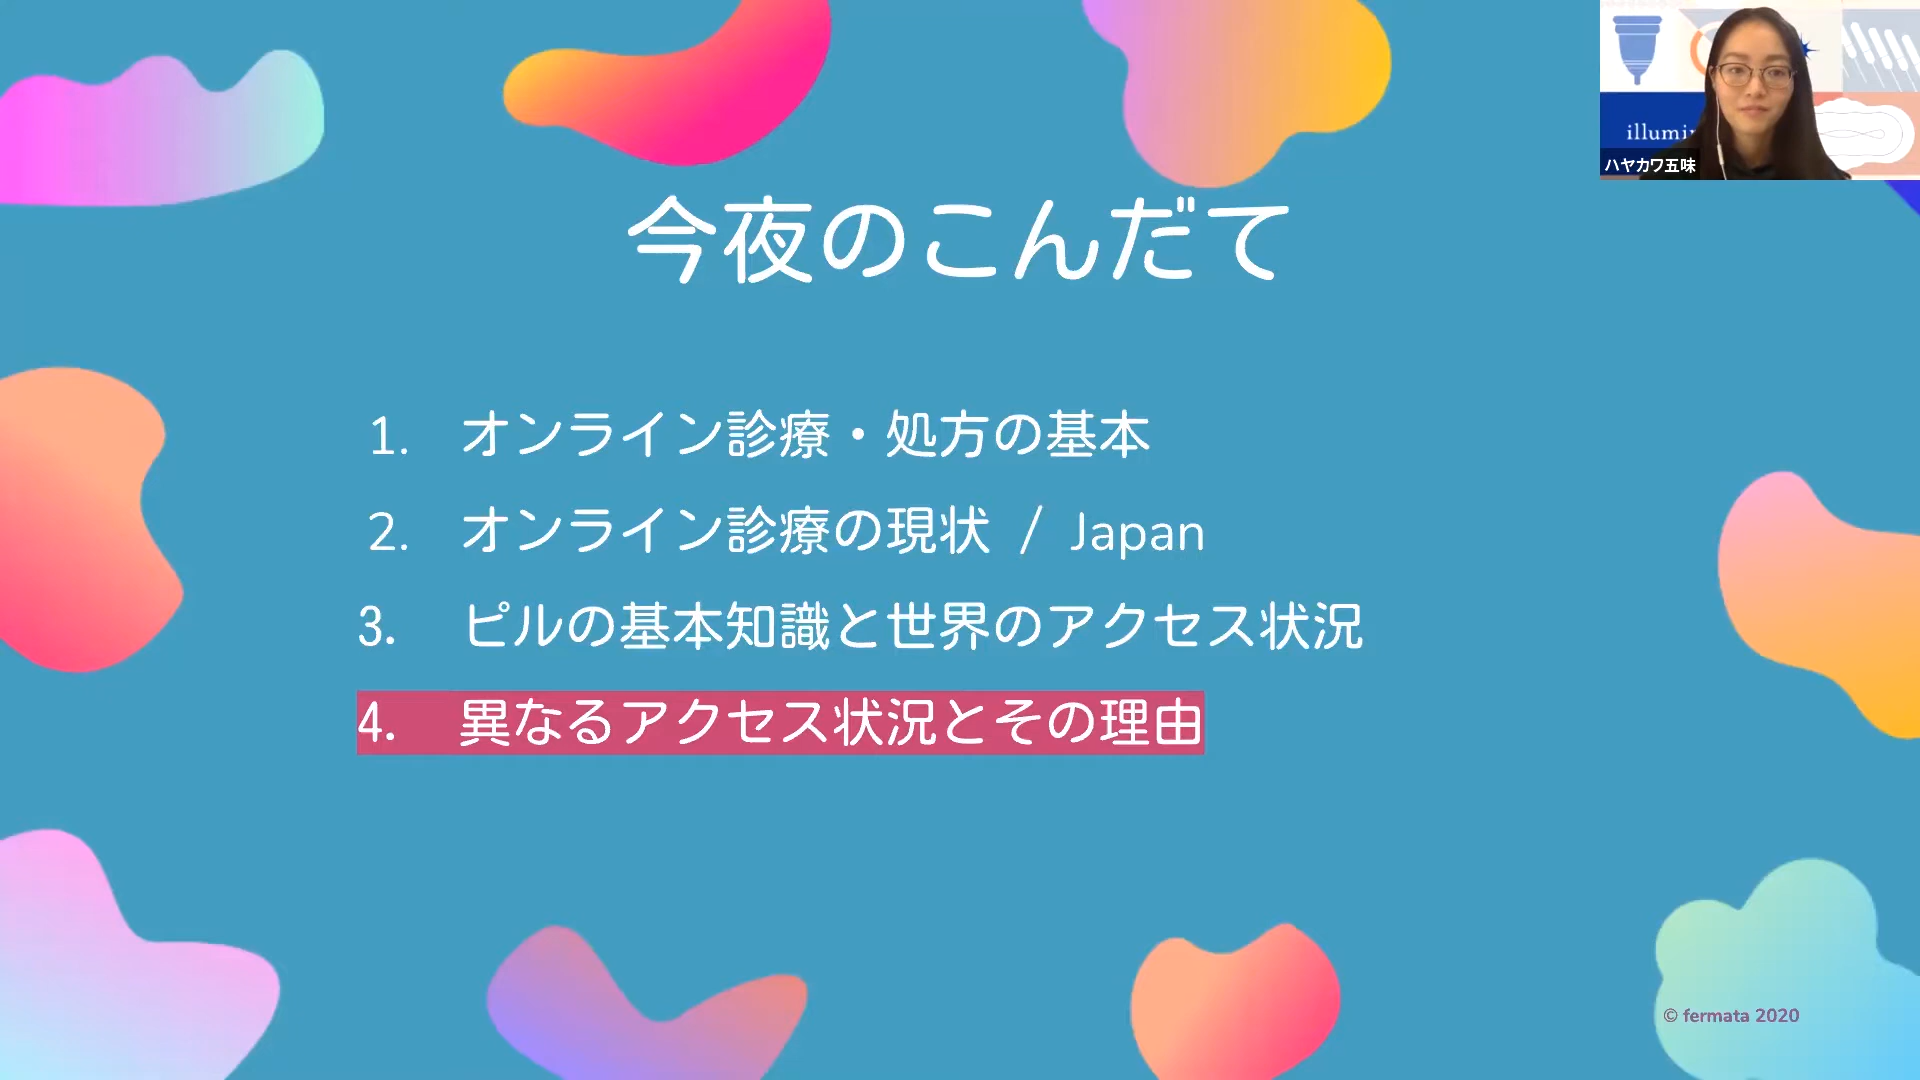 今夜のこんだて
1. オンライン診療・処方の基本
2. オンライン診療の現状 / Japan
3. ピルの基本知識と世界のアクセス状況
4. 異なるアクセス状況とその理由
illumi
ハヤカワ五味
© fermata 2020